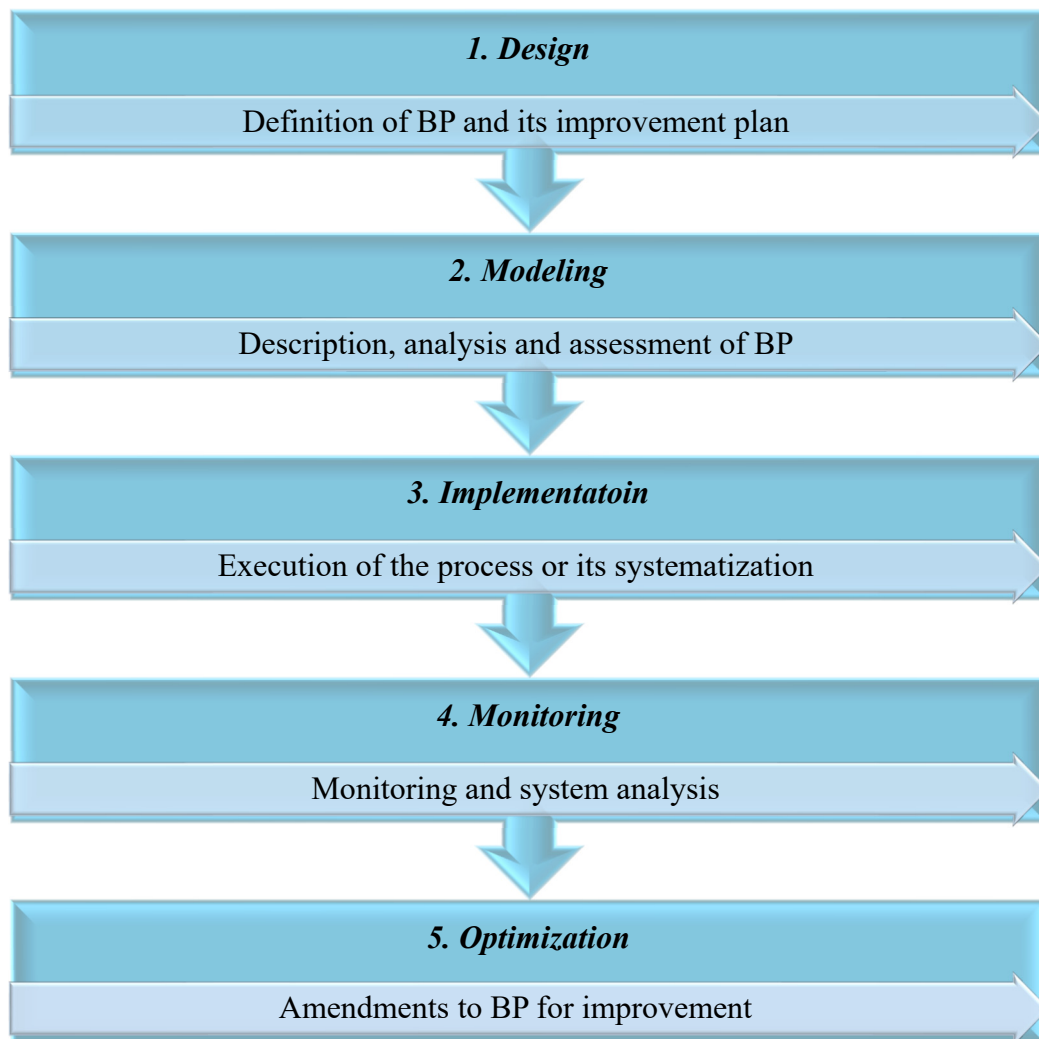 1. Design
Definition of BP and its improvement plan
2. Modeling
Description, analysis and assessment of BP
3. Implementatoin
Execution of the process or its systematization
4. Monitoring
Monitoring and system analysis
5. Optimization
Amendments to BP for improvement